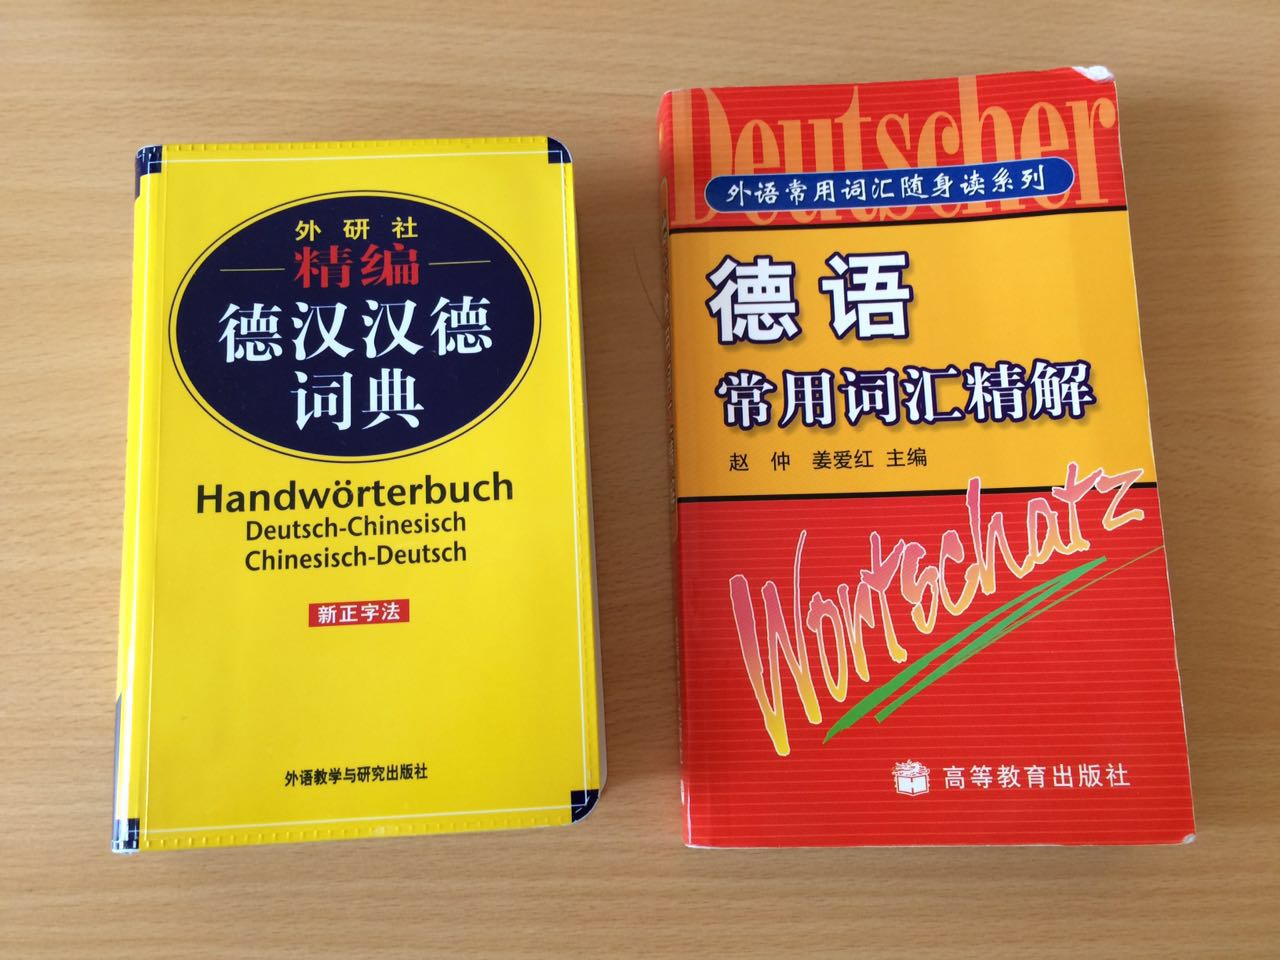 外研社
精编
德汉汉德
词典
Handwörterbuch
Deutsch-Chinesisch
Chinesisch-Deutsch
新正字法
外语教学与研究出版社
Deutscher
外语常用词汇随身读系列
德语
常用词汇精解
赵仲 姜爱红 主编
Wortschatz
高等教育出版社